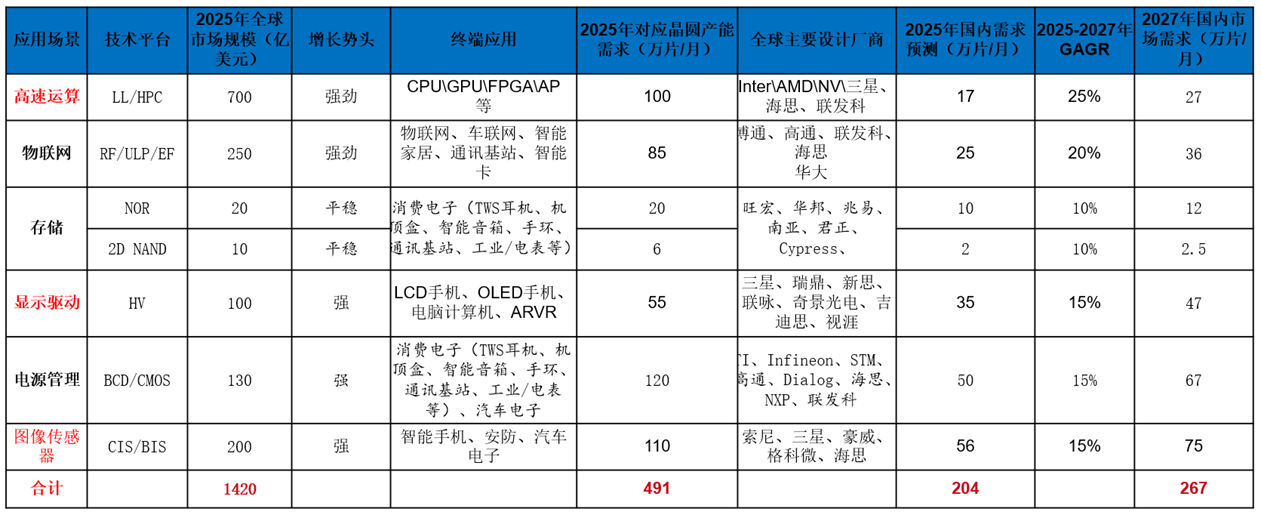 应用场景
技术平台
2025年全球
市场规模（亿
美元）
增长势头
终端应用
2025年对应晶圆产能
需求（万片/月）
全球主要设计厂商
2025年国内需求
预测（万片/月）
2025-2027年
GAGR
2027年国内市
场需求（万片/
月）
高速运算
LL/HPC
700
强劲
CPU\GPU\FPGA\AP
等
100
Inter\AMD\NV\三星、
海思、联发科
17
25%
27
物联网
RF/ULP/EF
250
强劲
物联网、车联网、智能
家居、通讯基站、智能
卡
85
博通、高通、联发科、
海思
华大
25
20%
36
存储
NOR
20
平稳
消费电子（TWS耳机、机
顶盒、智能音箱、手环、
通讯基站、工业/电表等）
20
旺宏、华邦、兆易、
南亚、君正、
Cypress、
10
10%
12
2D NAND
10
平稳
6
2
10%
2.5
显示驱动
HV
100
强
LCD手机、OLED手机、
电脑计算机、ARVR
55
三星、瑞鼎、新思、
联咏、奇景光电、吉
迪思、视涯
35
15%
47
电源管理
BCD/CMOS
130
强
消费电子（TWS耳机、机
顶盒、智能音箱、手环、
通讯基站、工业/电表
等）、汽车电子
120
TI、Infineon、STM、
高通、Dialog、海思、
NXP、联发科
50
15%
67
图像传感
器
CIS/BIS
200
强
智能手机、安防、汽车
电子
110
索尼、三星、豪威、
格科微、海思
56
15%
75
合计
1420
491
204
267